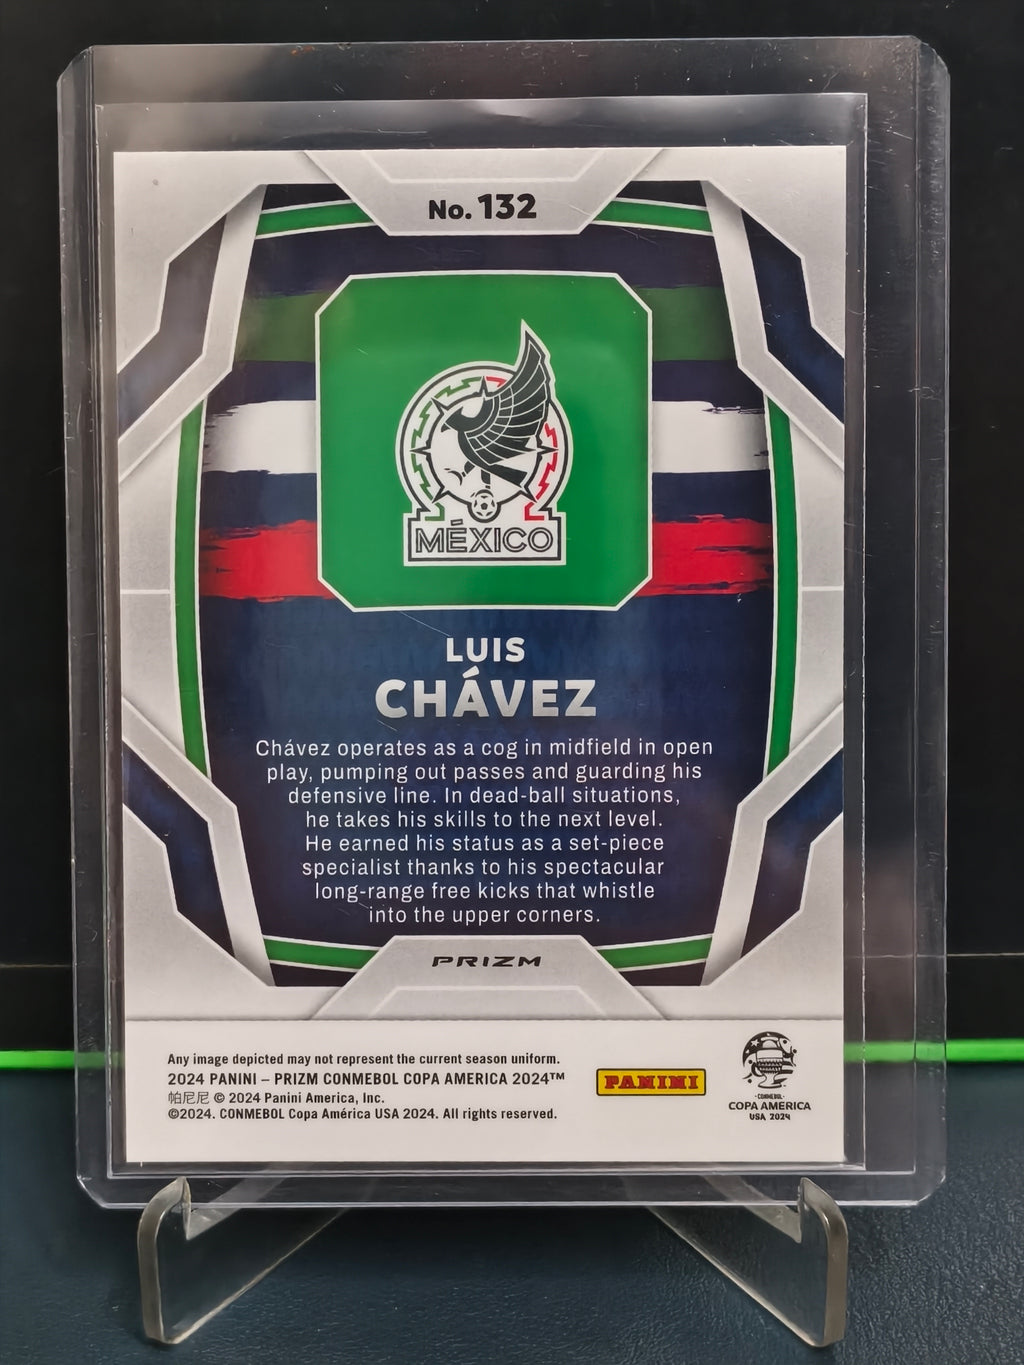 No. 132
MÉXICO
LUIS
CHÁVEZ
Chávez operates as a cog in midfield in open
play, pumping out passes and guarding his
defensive line. In dead-ball situations,
he takes his skills to the next level.
He earned his status as a set-piece
specialist thanks to his spectacular
long-range free kicks that whistle
into the upper corners.
PRIZM
Any image depicted may not represent the current season uniform.
2024 PANINI – PRIZM CONMEBOL COPA AMERICA 2024™
帕尼尼 © 2024 Panini America, Inc.
©2024. CONMEBOL Copa América USA 2024. All rights reserved.
PANINI
·CONMEBOL·
COPA AMERICA
USA 2024